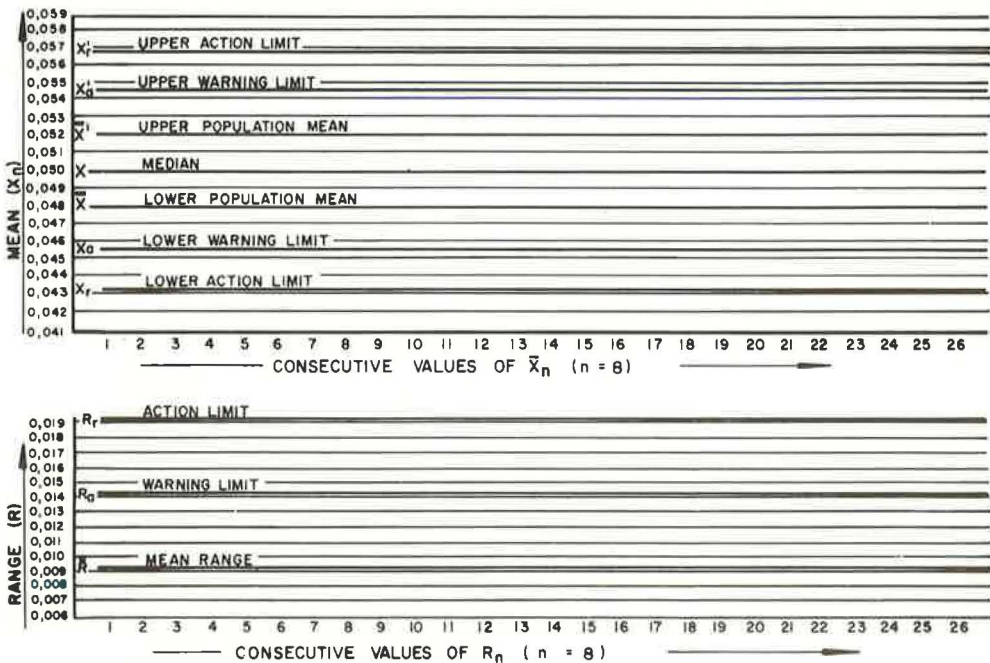 0,059
0,058
0,057 X'r UPPER ACTION LIMIT
0,056
0,055 X'a UPPER WARNING LIMIT
0,054
0,053
0,052 X̿' UPPER POPULATION MEAN
0,051
0,050 X MEDIAN
0,049
0,048 X̿ LOWER POPULATION MEAN
0,047
0,046 Xa LOWER WARNING LIMIT
0,045
0,044
0,043 Xr LOWER ACTION LIMIT
0,042
0,041
MEAN (Xn)
1 2 3 4 5 6 7 8 9 10 11 12 13 14 15 16 17 18 19 20 21 22 23 24 25 26
CONSECUTIVE VALUES OF X̅n (n = 8)
0,019 Rr ACTION LIMIT
0,018
0,017
0,016
0,015 WARNING LIMIT
0,014 Ra
0,013
0,012
0,011
0,010 MEAN RANGE
0,009 R̅
0,008
0,007
0,006
RANGE (R)
1 2 3 4 5 6 7 8 9 10 11 12 13 14 15 16 17 18 19 20 21 22 23 24 25 26
CONSECUTIVE VALUES OF Rn (n = 8)